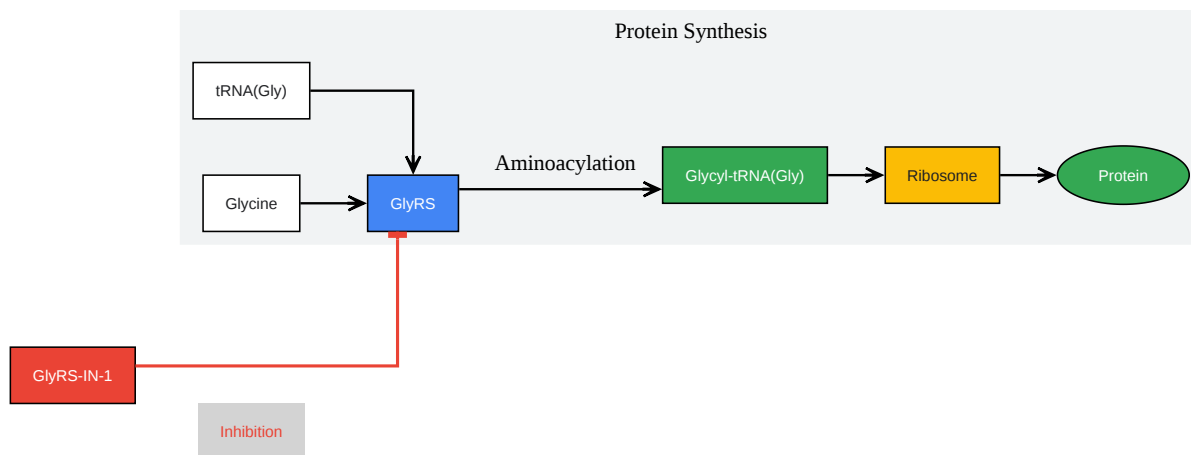 Protein Synthesis
tRNA(Gly)
Aminoacylation
Glycyl-tRNA(Gly)
Ribosome
Protein
Glycine
GlyRS
GlyRS-IN-1
Inhibition